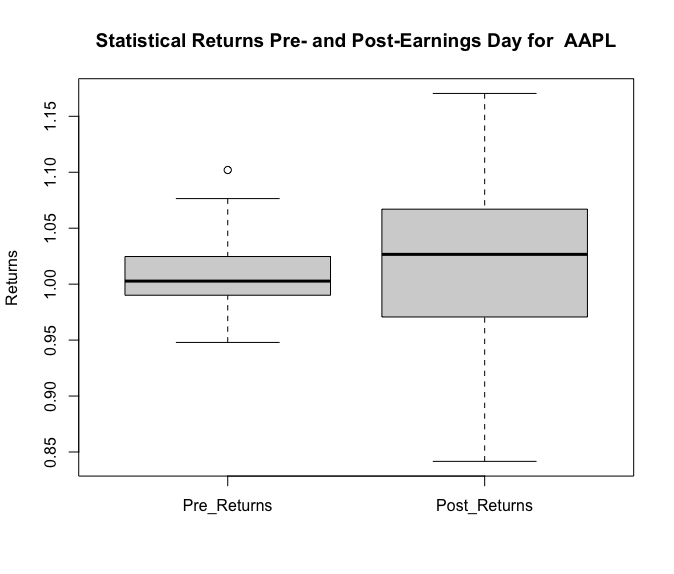 Statistical Returns Pre- and Post-Earnings Day for  AAPL
Returns
1.15
1.10
1.05
1.00
0.95
0.90
0.85
Pre_Returns
Post_Returns